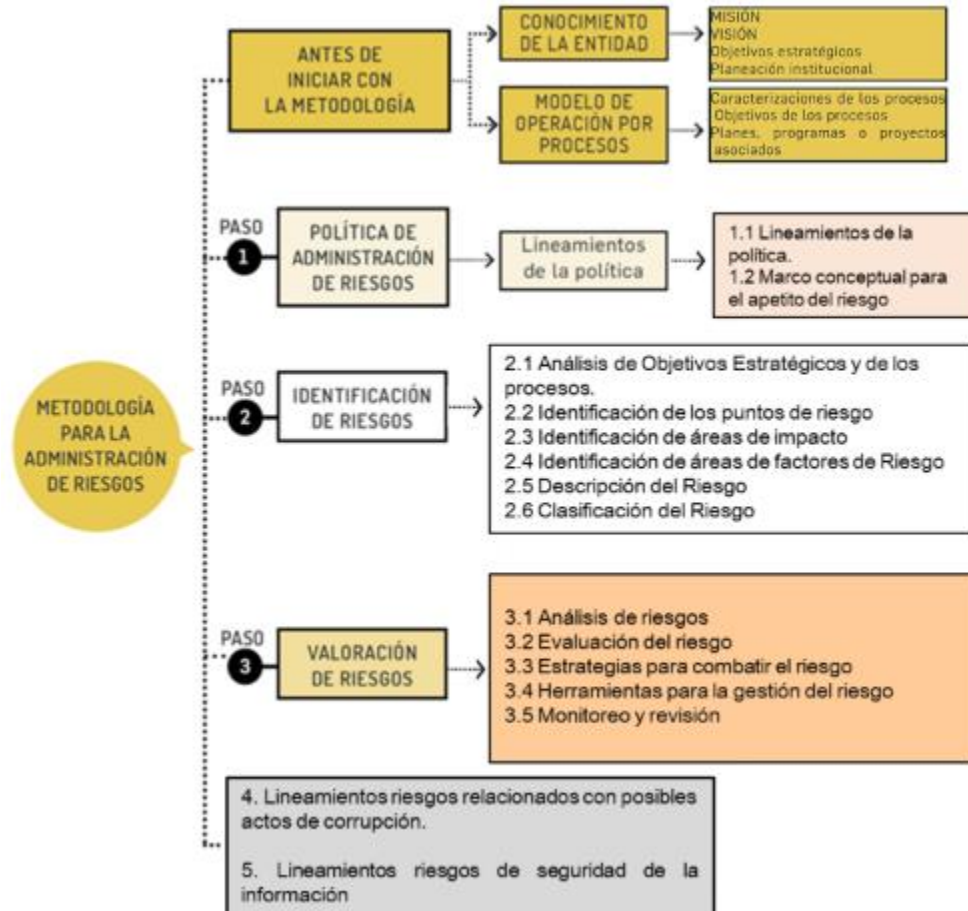 METODOLOGÍA
PARA LA
ADMINISTRACIÓN
DE RIESGOS
ANTES DE
INICIAR CON
LA METODOLOGÍA
CONOCIMIENTO
DE LA ENTIDAD
MISIÓN
VISIÓN
Objetivos estratégicos
Planeación institucional
MODELO DE
OPERACIÓN POR
PROCESOS
Caracterizaciones de los procesos
Objetivos de los procesos
Planes, programas o proyectos
asociados
PASO
1
POLÍTICA DE
ADMINISTRACIÓN
DE RIESGOS
Lineamientos
de la política
1.1 Lineamientos de la
política.
1.2 Marco conceptual para
el apetito del riesgo
PASO
2
IDENTIFICACIÓN
DE RIESGOS
2.1 Análisis de Objetivos Estratégicos y de los
procesos.
2.2 Identificación de los puntos de riesgo
2.3 Identificación de áreas de impacto
2.4 Identificación de áreas de factores de Riesgo
2.5 Descripción del Riesgo
2.6 Clasificación del Riesgo
PASO
3
VALORACIÓN
DE RIESGOS
3.1 Análisis de riesgos
3.2 Evaluación del riesgo
3.3 Estrategias para combatir el riesgo
3.4 Herramientas para la gestión del riesgo
3.5 Monitoreo y revisión
4. Lineamientos riesgos relacionados con posibles
actos de corrupción.
5. Lineamientos riesgos de seguridad de la
información